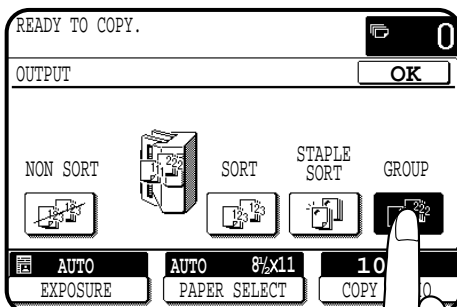 READY TO COPY.
0
OUTPUT
OK
NON SORT
SORT
STAPLE
SORT
GROUP
AUTO
AUTO 8½X11
10
EXPOSURE
PAPER SELECT
COPY